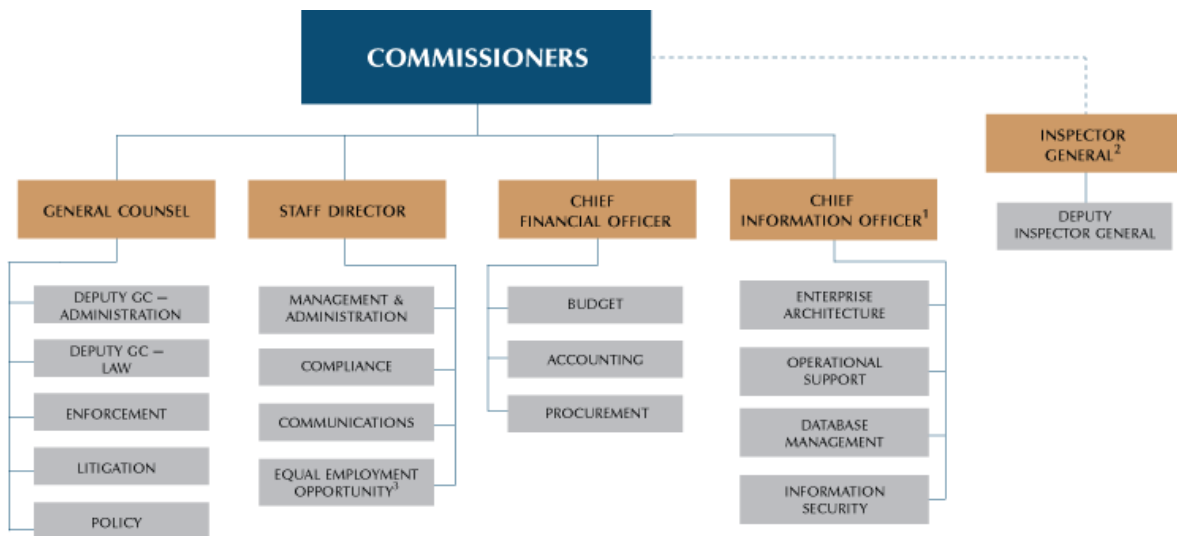 COMMISSIONERS
INSPECTOR
GENERAL²
DEPUTY
INSPECTOR GENERAL
GENERAL COUNSEL
DEPUTY GC —
ADMINISTRATION
DEPUTY GC —
LAW
ENFORCEMENT
LITIGATION
POLICY
STAFF DIRECTOR
MANAGEMENT &
ADMINISTRATION
COMPLIANCE
COMMUNICATIONS
EQUAL EMPLOYMENT
OPPORTUNITY³
CHIEF
FINANCIAL OFFICER
BUDGET
ACCOUNTING
PROCUREMENT
CHIEF
INFORMATION OFFICER¹
ENTERPRISE
ARCHITECTURE
OPERATIONAL
SUPPORT
DATABASE
MANAGEMENT
INFORMATION
SECURITY